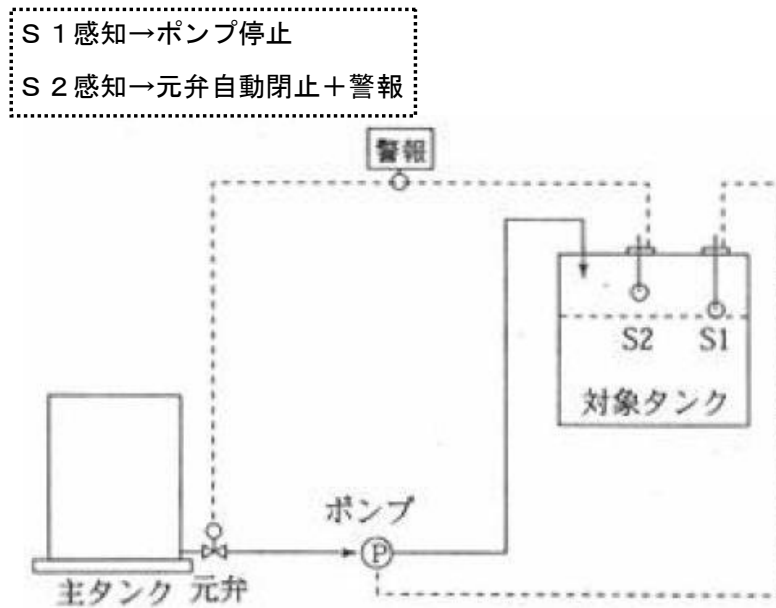 S1感知→ポンプ停止
S2感知→元弁自動閉止+警報
警報
S2
S1
対象タンク
ポンプ
P
主タンク
元弁